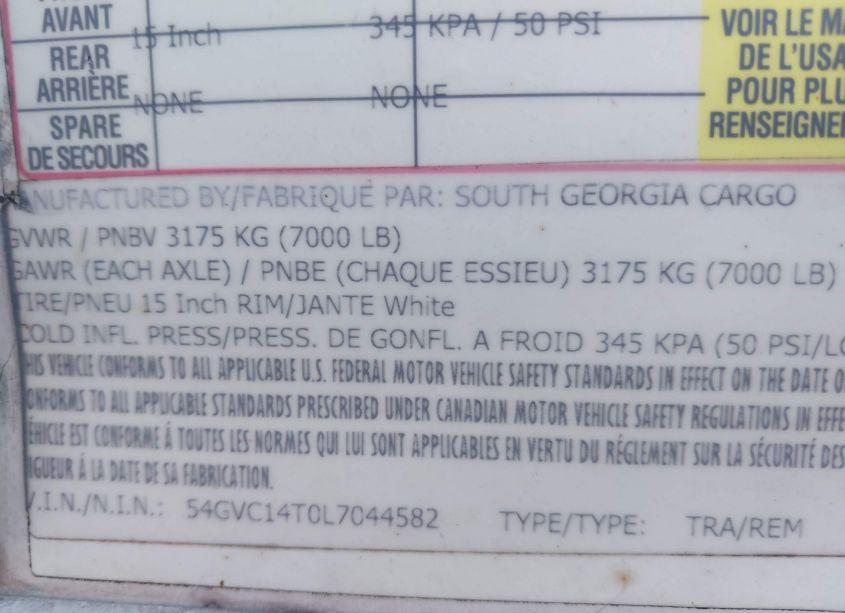 AVANT 15 Inch 345 KPA / 50 PSI
REAR
ARRIÈRE NONE NONE
SPARE
DE SECOURS
VOIR LE MA
DE L'USA
POUR PLU
RENSEIGNE
ANUFACTURED BY/FABRIQUÉ PAR: SOUTH GEORGIA CARGO
GVWR / PNBV 3175 KG (7000 LB)
GAWR (EACH AXLE) / PNBE (CHAQUE ESSIEU) 3175 KG (7000 LB)
TIRE/PNEU 15 Inch RIM/JANTE White
COLD INFL. PRESS/PRESS. DE GONFL. A FROID 345 KPA (50 PSI/LC
THIS VEHICLE CONFORMS TO ALL APPLICABLE U.S. FEDERAL MOTOR VEHICLE SAFETY STANDARDS IN EFFECT ON THE DATE O
ONFORMS TO ALL APPLICABLE STANDARDS PRESCRIBED UNDER CANADIAN MOTOR VEHICLE SAFETY REGULATIONS IN EFFE
ÉHICLE EST CONFORME À TOUTES LES NORMES QUI LUI SONT APPLICABLES EN VERTU DU RÉGLEMENT SUR LA SÉCURITÉ DES
IGUEUR À LA DATE DE SA FABRICATION.
V.I.N./N.I.N.: 54GVC14T0L7044582 TYPE/TYPE: TRA/REM